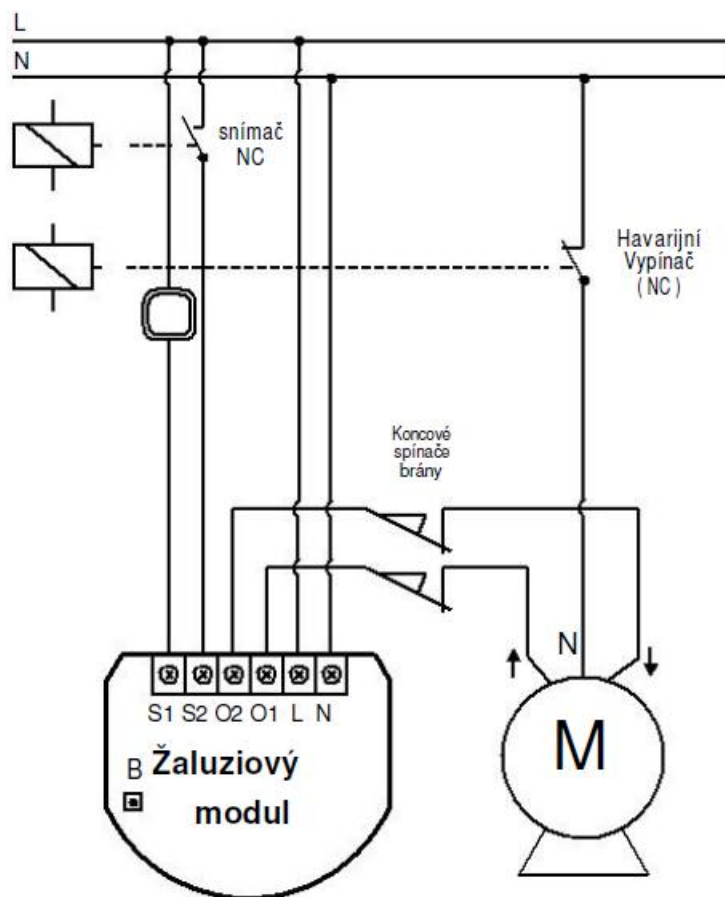 L
N
snímač
NC
Havarijní
Vypínač
( NC )
Koncové
spínače
brány
N
S1 S2 O2 O1 L N
B
Žaluziový
modul
M